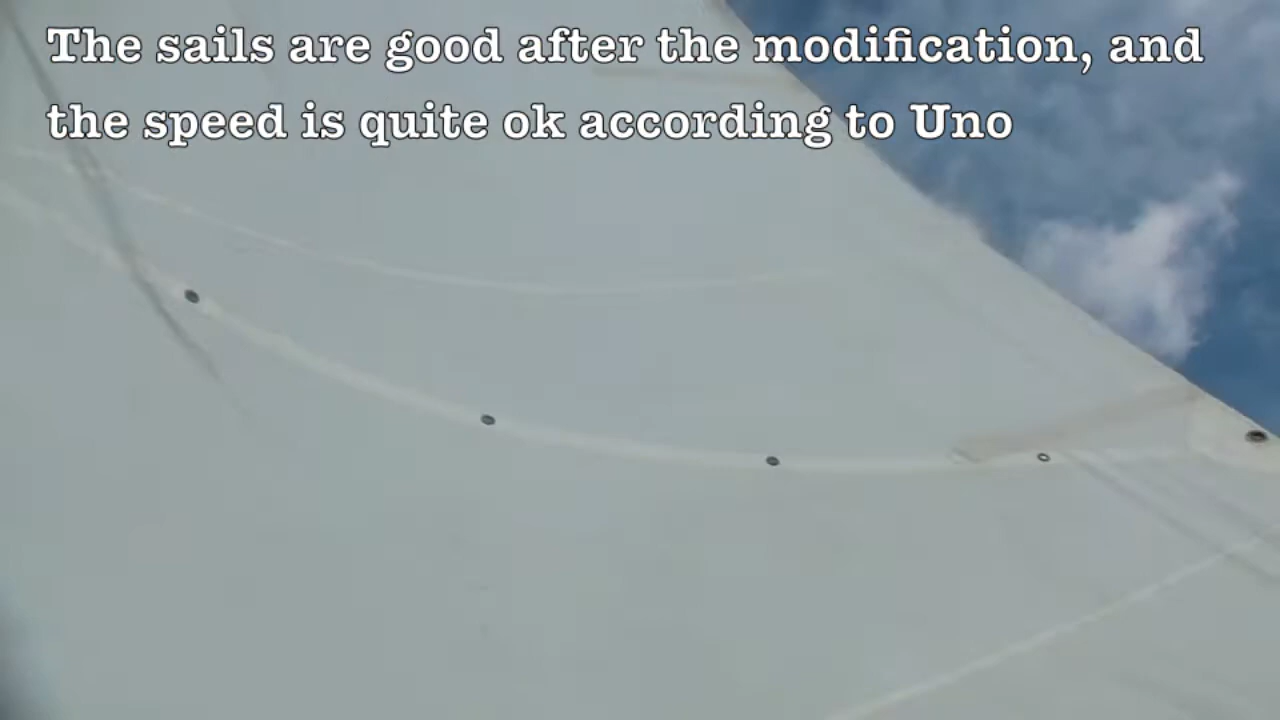 The sails are good after the modification, and
the speed is quite ok according to Uno